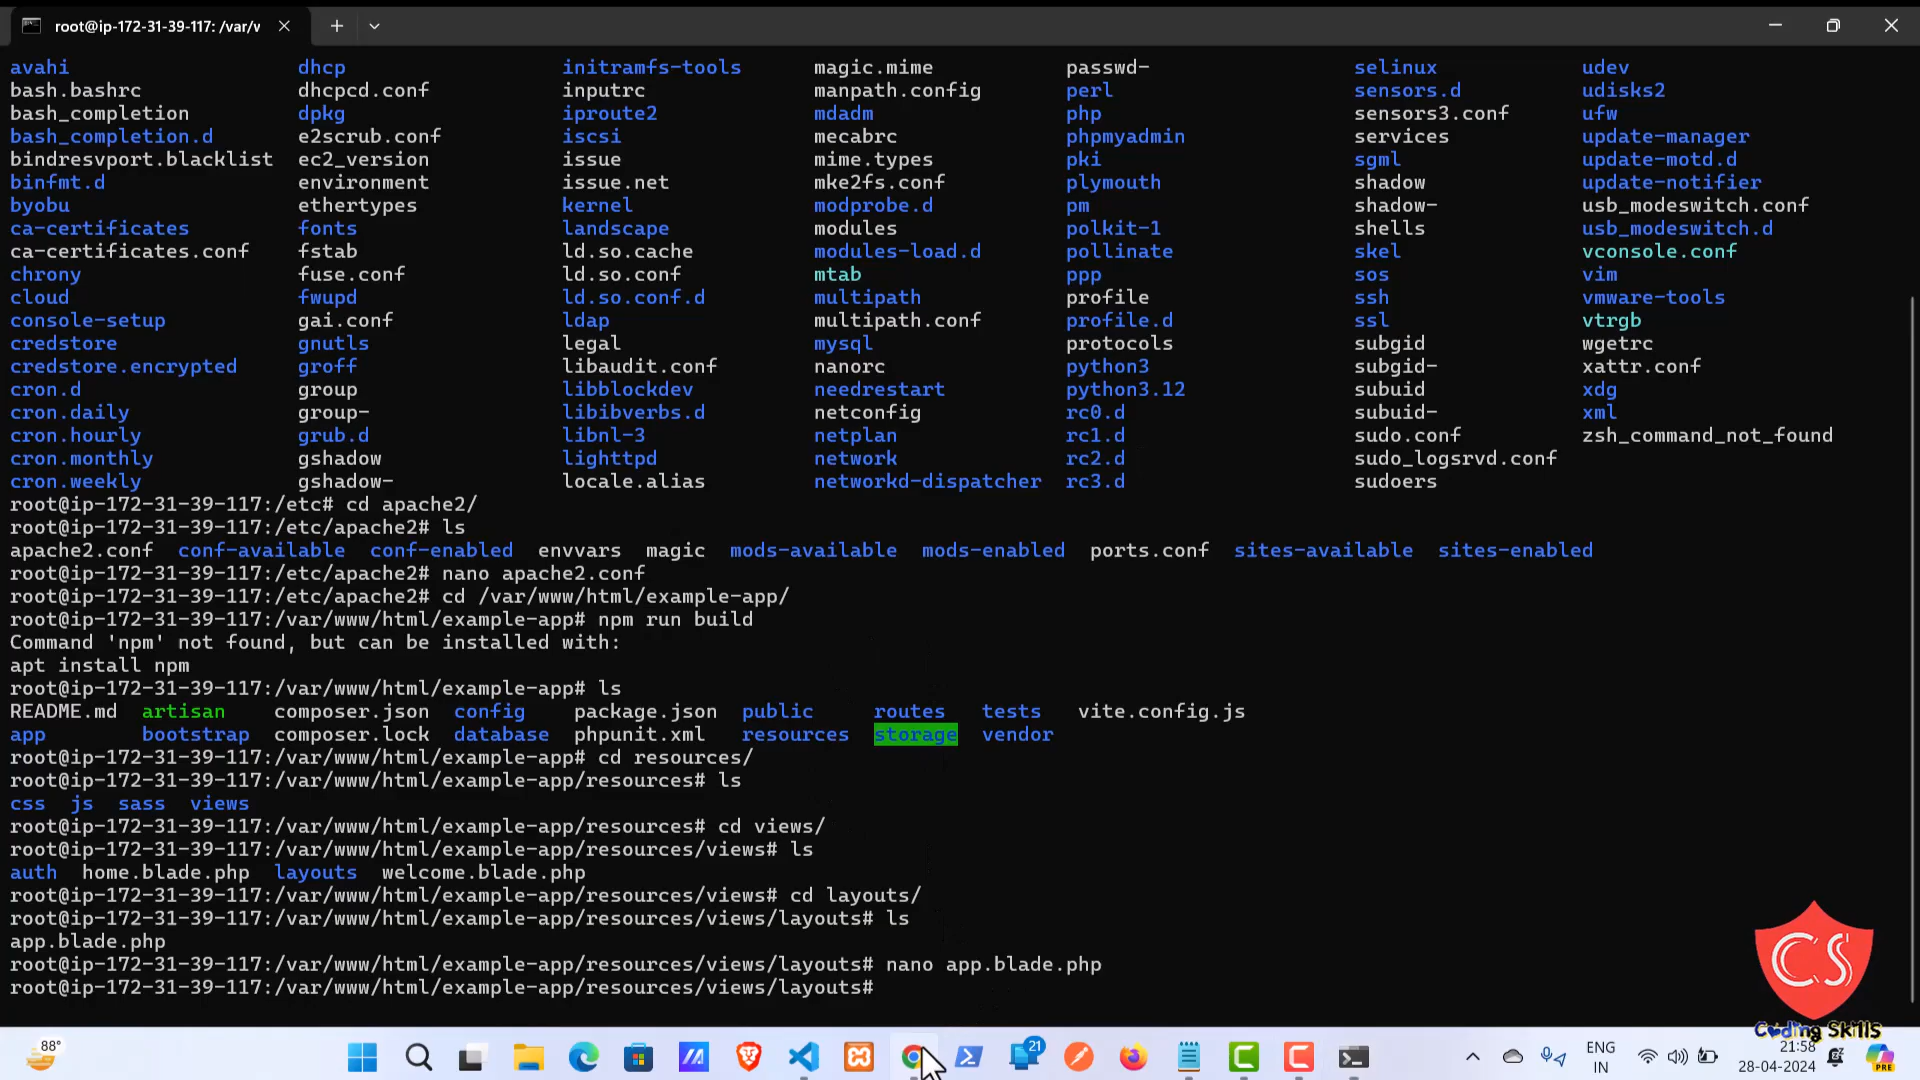 root@ip-172-31-39-117: /var/v
avahi dhcp initramfs-tools magic.mime passwd- selinux udev
bash.bashrc dhcpcd.conf inputrc manpath.config perl sensors.d udisks2
bash_completion dpkg iproute2 mdadm php sensors3.conf ufw
bash_completion.d e2scrub.conf iscsi mecabrc phpmyadmin services update-manager
bindresvport.blacklist ec2_version issue mime.types pki sgml update-motd.d
binfmt.d environment issue.net mke2fs.conf plymouth shadow update-notifier
byobu ethertypes kernel modprobe.d pm shadow- usb_modeswitch.conf
ca-certificates fonts landscape modules polkit-1 shells usb_modeswitch.d
ca-certificates.conf fstab ld.so.cache modules-load.d pollinate skel vconsole.conf
chrony fuse.conf ld.so.conf mtab ppp sos vim
cloud fwupd ld.so.conf.d multipath profile ssh vmware-tools
console-setup gai.conf ldap multipath.conf profile.d ssl vtrgb
credstore gnutls legal mysql protocols subgid wgetrc
credstore.encrypted groff libaudit.conf nanorc python3 subgid- xattr.conf
cron.d group libblockdev needrestart python3.12 subuid xdg
cron.daily group- libibverbs.d netconfig rc0.d subuid- xml
cron.hourly grub.d libnl-3 netplan rc1.d sudo.conf zsh_command_not_found
cron.monthly gshadow lighttpd network rc2.d sudo_logsrvd.conf
cron.weekly gshadow- locale.alias networkd-dispatcher rc3.d sudoers
root@ip-172-31-39-117:/etc# cd apache2/
root@ip-172-31-39-117:/etc/apache2# ls
apache2.conf conf-available conf-enabled envvars magic mods-available mods-enabled ports.conf sites-available sites-enabled
root@ip-172-31-39-117:/etc/apache2# nano apache2.conf
root@ip-172-31-39-117:/etc/apache2# cd /var/www/html/example-app/
root@ip-172-31-39-117:/var/www/html/example-app# npm run build
Command 'npm' not found, but can be installed with:
apt install npm
root@ip-172-31-39-117:/var/www/html/example-app# ls
README.md artisan composer.json config package.json public routes tests vite.config.js
app bootstrap composer.lock database phpunit.xml resources storage vendor
root@ip-172-31-39-117:/var/www/html/example-app# cd resources/
root@ip-172-31-39-117:/var/www/html/example-app/resources# ls
css js sass views
root@ip-172-31-39-117:/var/www/html/example-app/resources# cd views/
root@ip-172-31-39-117:/var/www/html/example-app/resources/views# ls
auth home.blade.php layouts welcome.blade.php
root@ip-172-31-39-117:/var/www/html/example-app/resources/views# cd layouts/
root@ip-172-31-39-117:/var/www/html/example-app/resources/views/layouts# ls
app.blade.php
root@ip-172-31-39-117:/var/www/html/example-app/resources/views/layouts# nano app.blade.php
root@ip-172-31-39-117:/var/www/html/example-app/resources/views/layouts#
CS
Coding Skills
88°
21
ENG
IN
21:58
28-04-2024
PRE